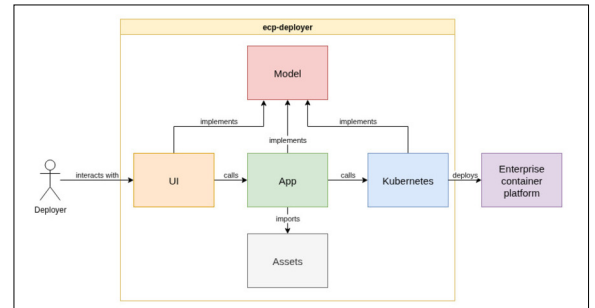 ecp-deployer
Model
implements
implements
implements
interacts with
UI
calls
App
calls
Kubernetes
deploys
Enterprise
container
platform
Deployer
imports
Assets